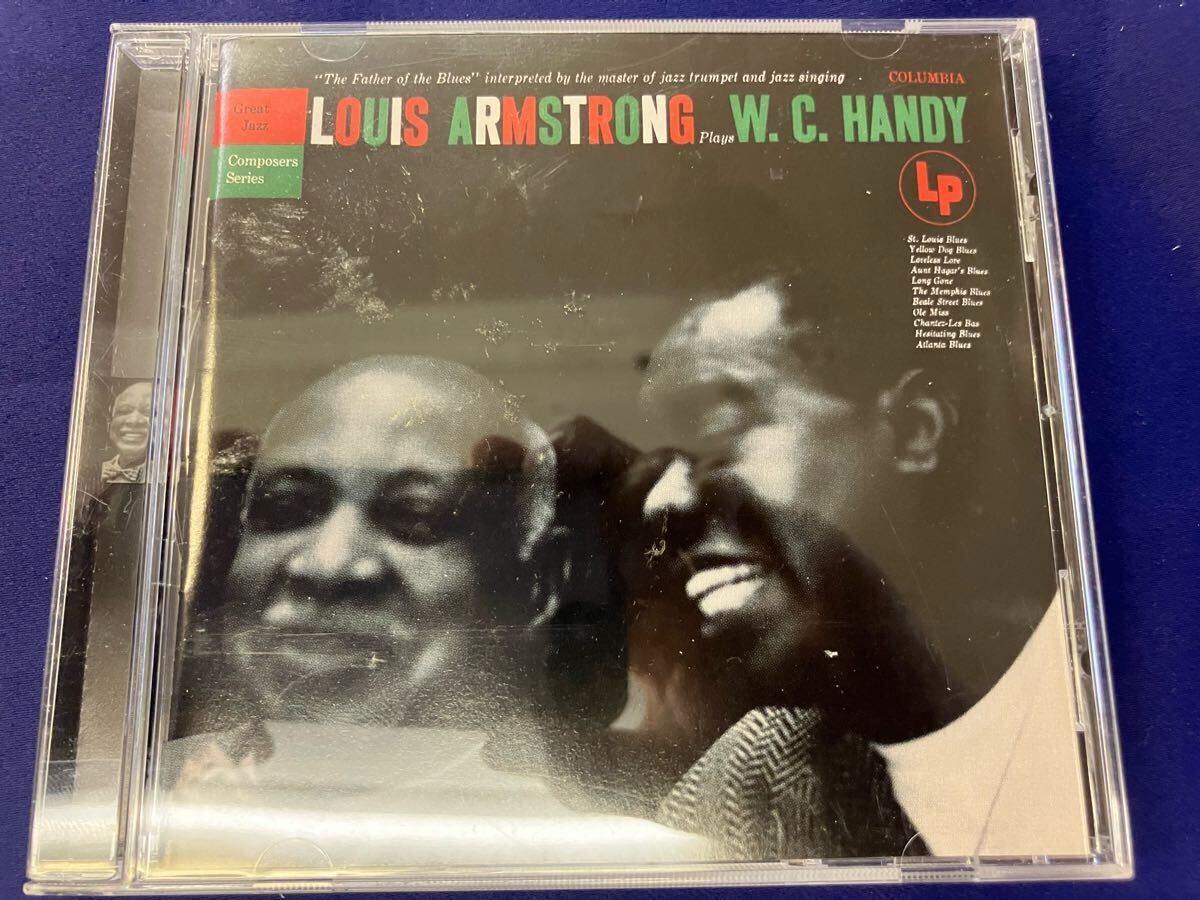 "The Father of the Blues" interpreted by the master of jazz trumpet and jazz singing
COLUMBIA
Great
Jazz
LOUIS ARMSTRONG Plays W. C. HANDY
Composers
Series
LP
St. Louis Blues
Yellow Dog Blues
Loveless Love
Aunt Hagar's Blues
Long Gone
The Memphis Blues
Beale Street Blues
Ole Miss
Chantez-Les Bas
Hesitating Blues
Atlanta Blues